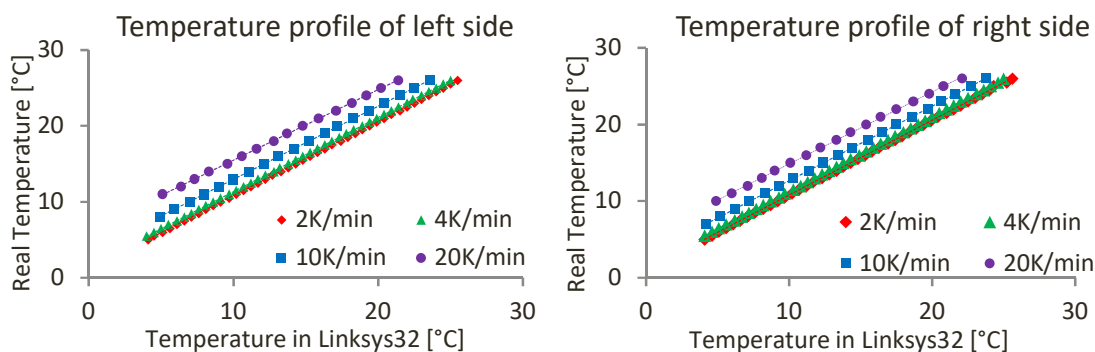 Temperature profile of left side
Real Temperature [°C]
30
20
10
0
2K/min
4K/min
10K/min
20K/min
0
10
20
30
Temperature in Linksys32 [°C]
Temperature profile of right side
Real Temperature [°C]
30
20
10
0
2K/min
4K/min
10K/min
20K/min
0
10
20
30
Temperature in Linksys32 [°C]